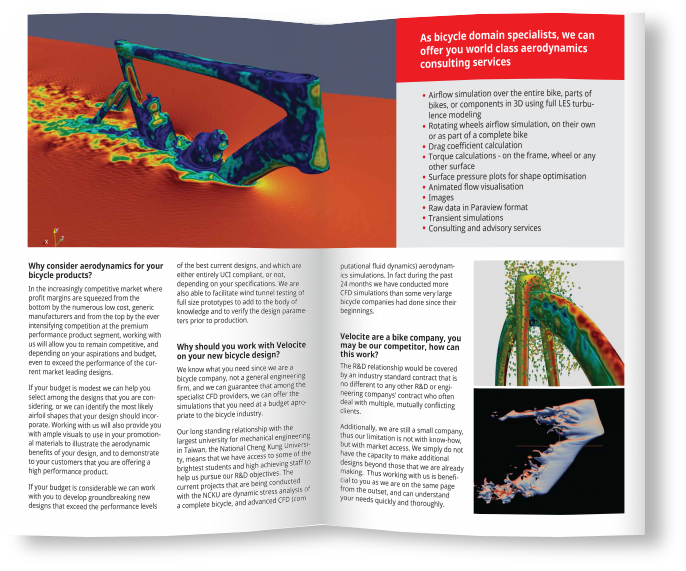 As bicycle domain specialists, we can
offer you world class aerodynamics
consulting services
• Airflow simulation over the entire bike, parts of
bikes, or components in 3D using full LES turbu-
lence modeling
• Rotating wheels airflow simulation, on their own
or as part of a complete bike
• Drag coefficient calculation
• Torque calculations - on the frame, wheel or any
other surface
• Surface pressure plots for shape optimisation
• Animated flow visualisation
• Images
• Raw data in Paraview format
• Transient simulations
• Consulting and advisory services
Y
X
Z
Why consider aerodynamics for your
bicycle products?
In the increasingly competitive market where
profit margins are squeezed from the
bottom by the numerous low cost, generic
manufacturers and from the top by the ever
intensifying competition at the premium
performance product segment, working with
us will allow you to remain competitive, and
depending on your aspirations and budget,
even to exceed the performance of the cur-
rent market leading designs.
If your budget is modest we can help you
select among the designs that you are con-
sidering, or we can identify the most likely
airfoil shapes that your design should incor-
porate. Working with us will also provide you
with ample visuals to use in your promotion-
al materials to illustrate the aerodynamic
benefits of your design, and to demonstrate
to your customers that you are offering a
high performance product.
If your budget is considerable we can work
with you to develop groundbreaking new
designs that exceed the performance levels
of the best current designs, and which are
either entirely UCI compliant, or not,
depending on your specifications. We are
also able to facilitate wind tunnel testing of
full size prototypes to add to the body of
knowledge and to verify the design parame-
ters prior to production.
Why should you work with Velocite
on your new bicycle design?
We know what you need since we are a
bicycle company, not a general engineering
firm, and we can guarantee that among the
specialist CFD providers, we can offer the
simulations that you need at a budget apro-
priate to the bicycle industry.
Our long standing relationship with the
largest university for mechanical engineering
in Taiwan, the National Cheng Kung Universi-
ty, means that we have access to some of the
brightest students and high achieving staff to
help us pursue our R&D objectives. The
current projects that are being conducted
with the NCKU are dynamic stress analysis of
a complete bicycle, and advanced CFD (com
putational fluid dynamics) aerodynam-
ics simulations. In fact during the past
24 months we have conducted more
CFD simulations than some very large
bicycle companies had done since their
beginnings.
Velocite are a bike company, you
may be our competitor, how can
this work?
The R&D relationship would be covered
by an industry standard contract that is
no different to any other R&D or engi-
neering companys' contract who often
deal with multiple, mutually conflicting
clients.
Additionally, we are still a small company,
thus our limitation is not with know-how,
but with market access. We simply do not
have the capacity to make additional
designs beyond those that we are already
making. Thus working with us is benefi-
cial to you as we are on the same page
from the outset, and can understand
your needs quickly and thoroughly.